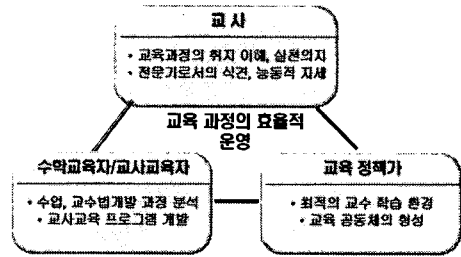 교 사
• 교육과정의 취지 이해, 실천의지
• 전문가로서의 식견, 능동적 자세
교육 과정의 효율적
운영
수학교육자/교사교육자
• 수업, 교수법개발 과정 분석
• 교사교육 프로그램 개발
교육 정책가
• 최적의 교수 학습 환경
• 교육 공동체의 형성